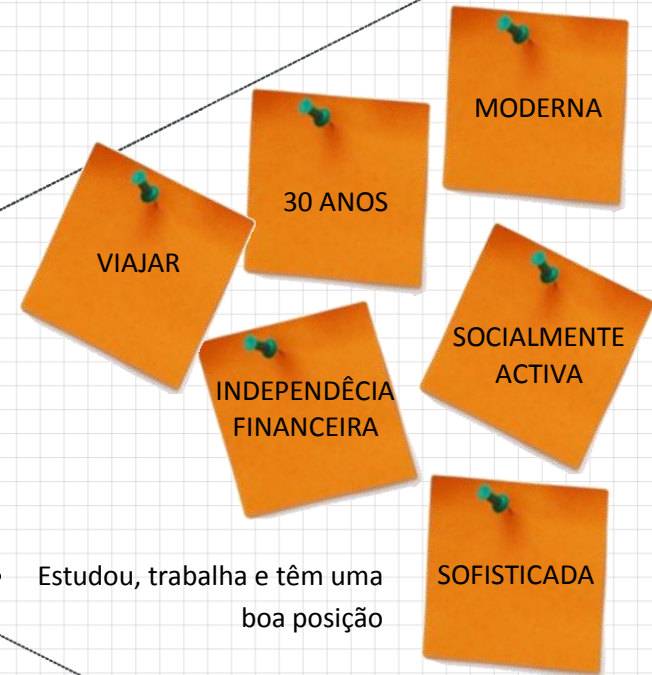 MODERNA
30 ANOS
VIAJAR
SOCIALMENTE
ACTIVA
INDEPENDÊCIA
FINANCEIRA
• Estudou, trabalha e têm uma
boa posição
SOFISTICADA